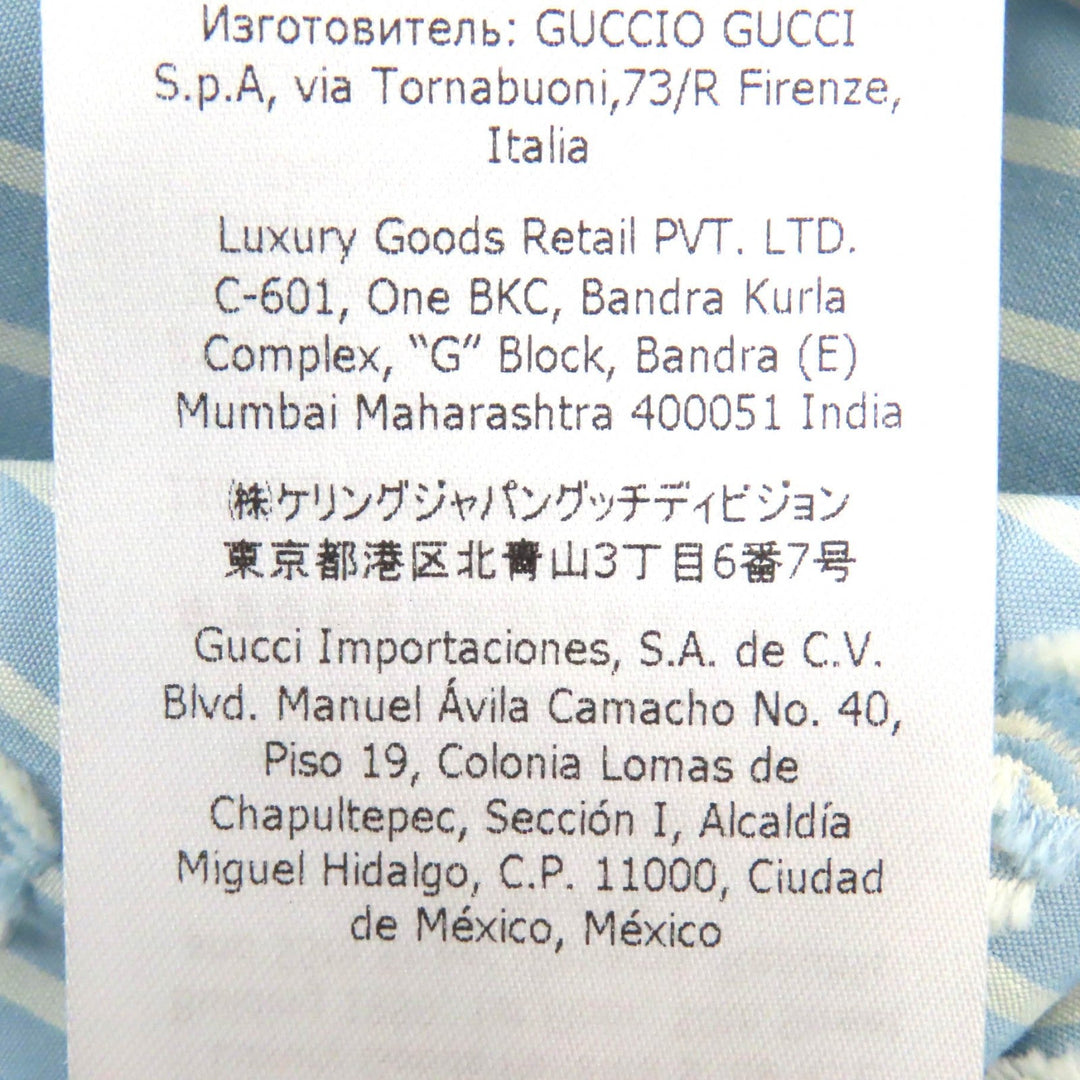 Изготовитель: GUCCIO GUCCI
S.p.A, via Tornabuoni,73/R Firenze,
Italia
Luxury Goods Retail PVT. LTD.
C-601, One BKC, Bandra Kurla
Complex, “G” Block, Bandra (E)
Mumbai Maharashtra 400051 India
㈱ケリングジャパングッチディビジョン
東京都港区北青山3丁目6番7号
Gucci Importaciones, S.A. de C.V.
Blvd. Manuel Ávila Camacho No. 40,
Piso 19, Colonia Lomas de
Chapultepec, Sección I, Alcaldía
Miguel Hidalgo, C.P. 11000, Ciudad
de México, México